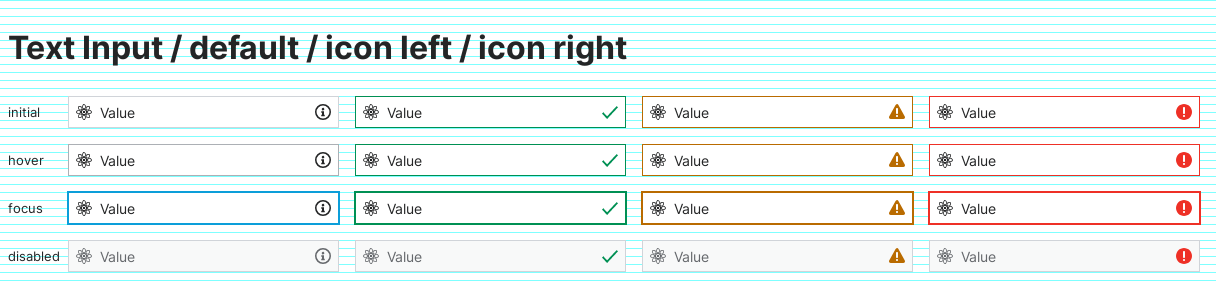 Text Input / default / icon left / icon right
initial Value Value Value Value
hover Value Value Value Value
focus Value Value Value Value
disabled Value Value Value Value